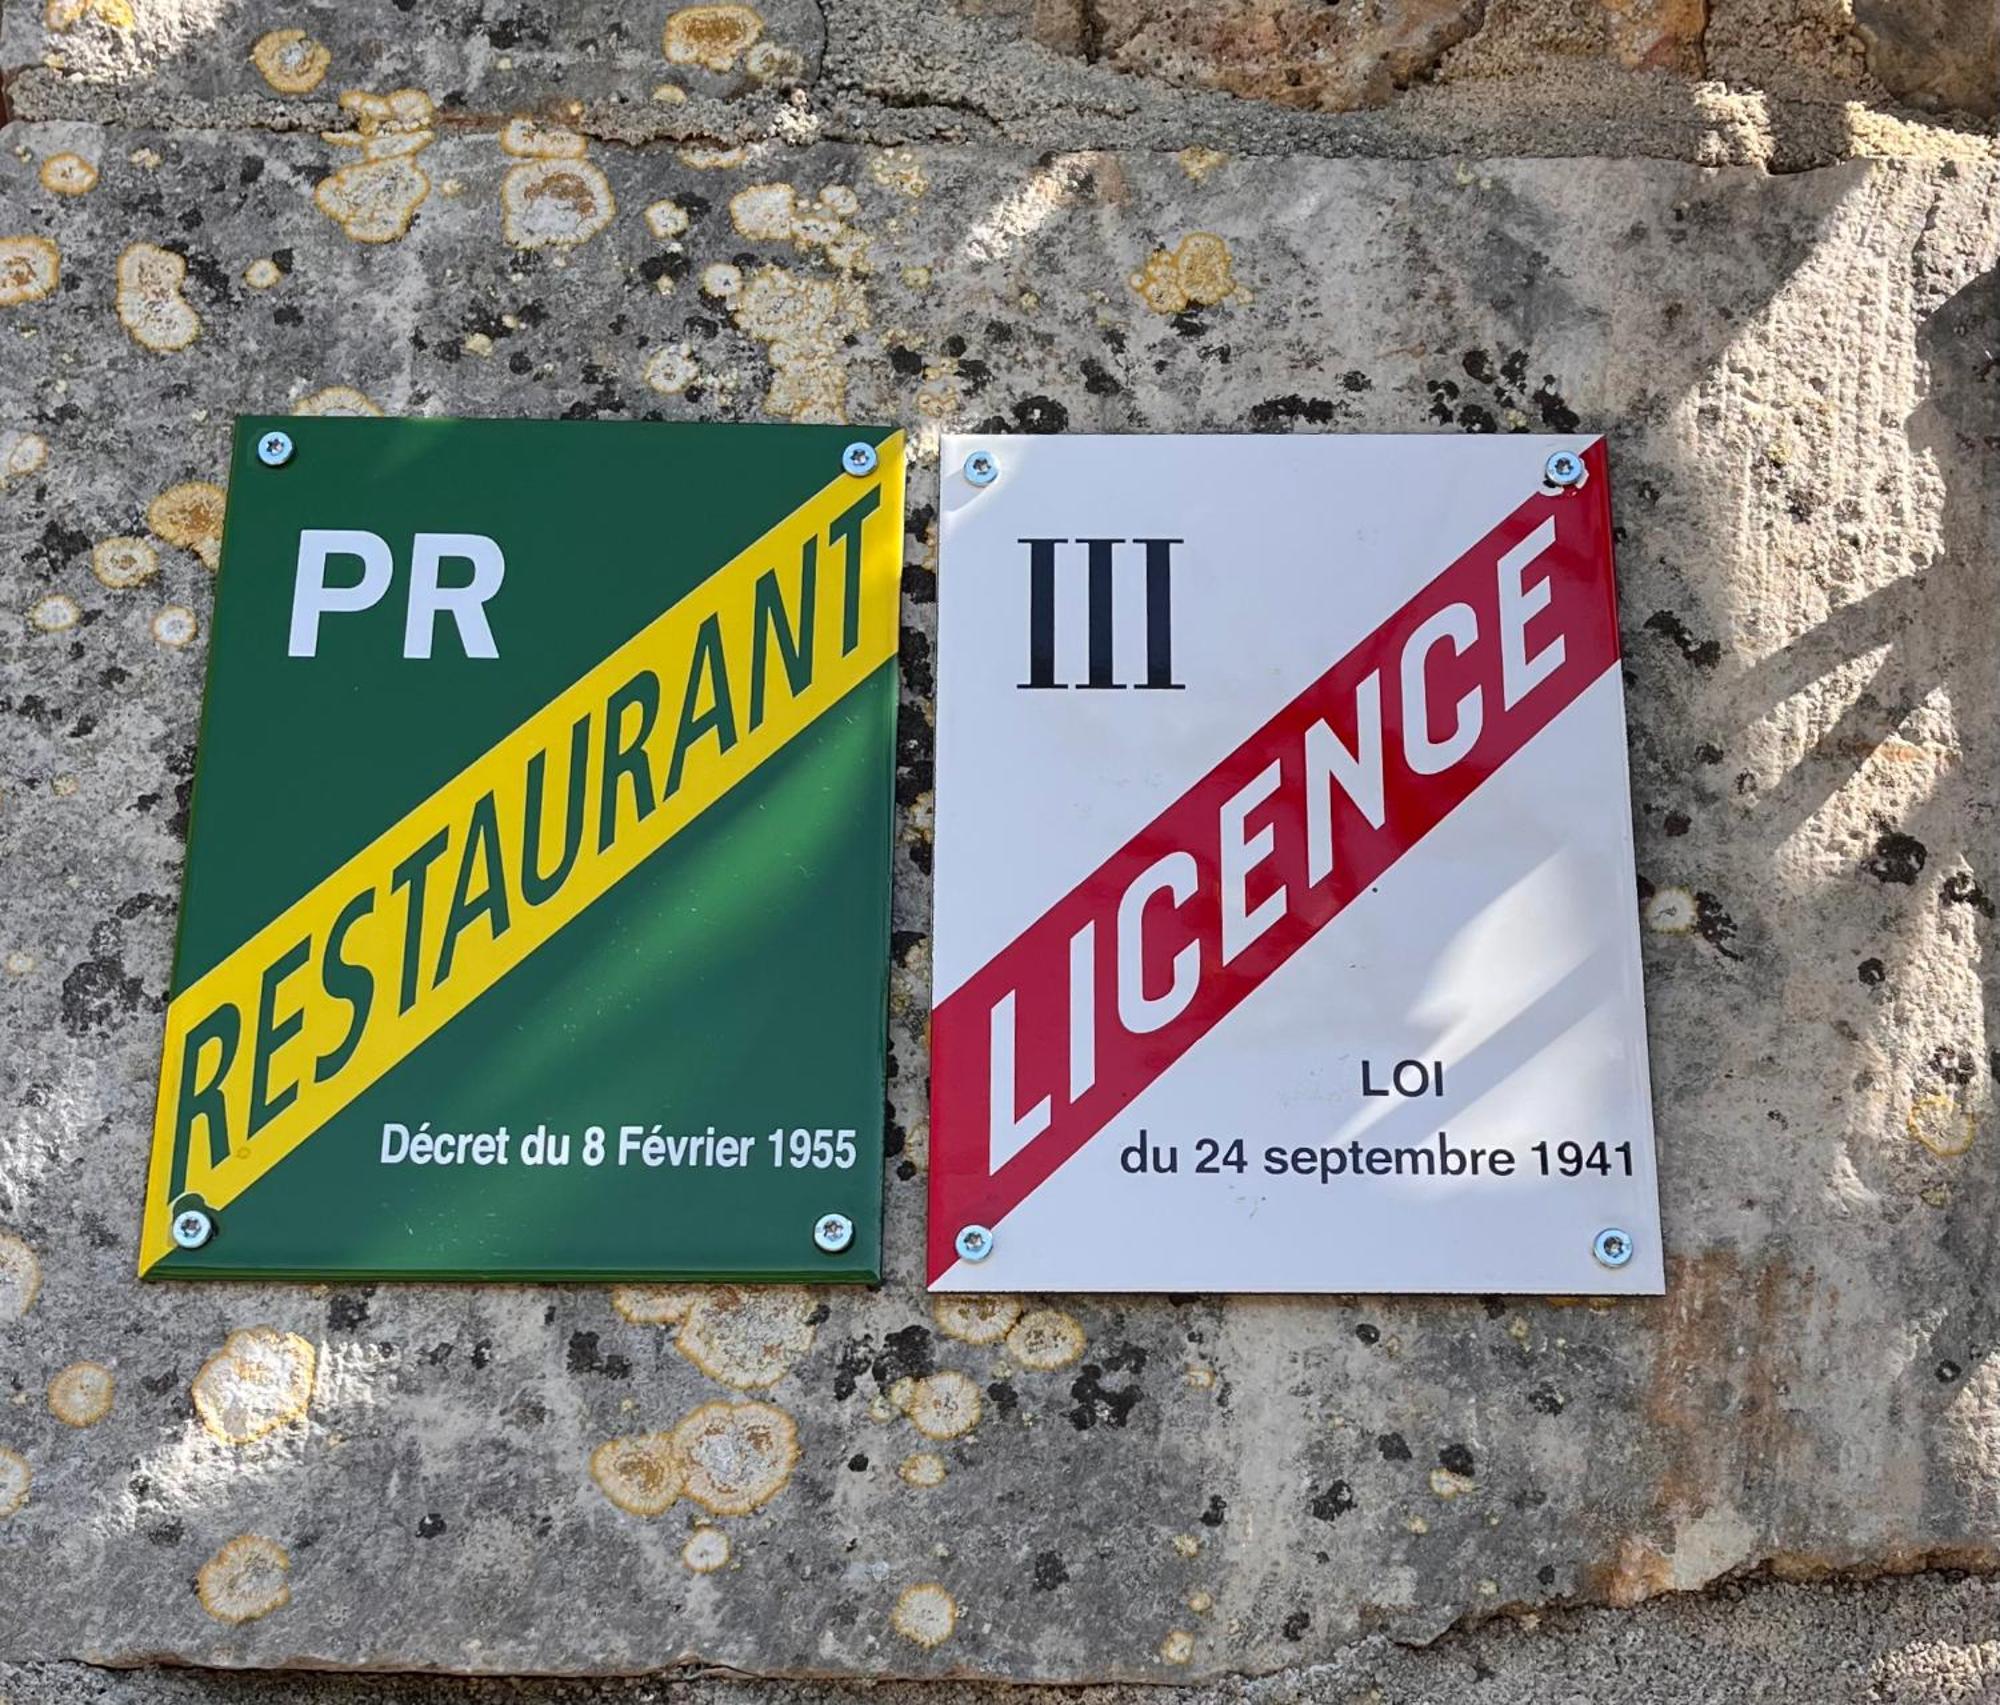 PR
RESTAURANT
Décret du 8 Février 1955
III
LICENCE
LOI
du 24 septembre 1941